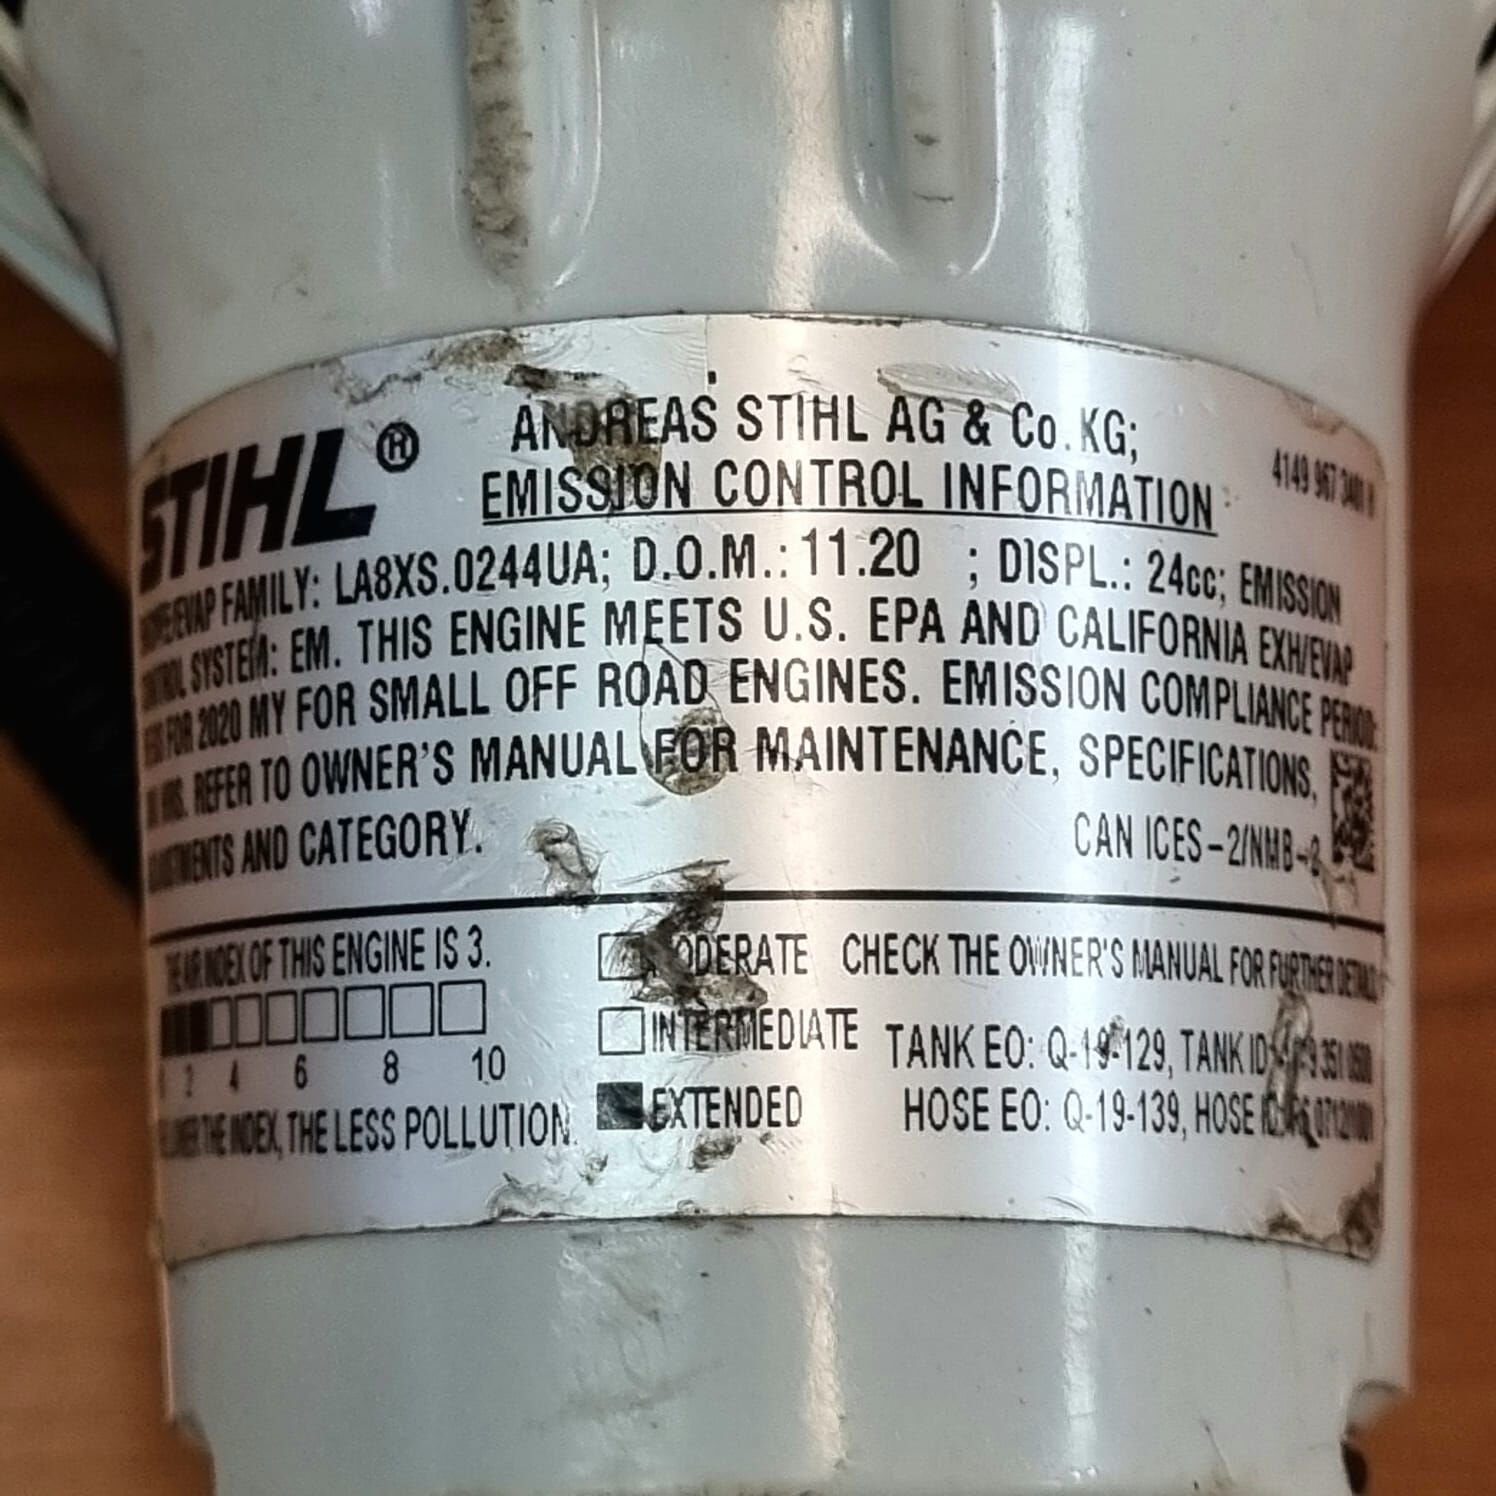 STIHL®
ANDREAS STIHL AG & Co.KG;
EMISSION CONTROL INFORMATION
4149 967
FAMILY: LA8XS.0244UA; D.O.M.: 11.20 ; DISPL.: 24cc; EMISSION
SYSTEM: EM. THIS ENGINE MEETS U.S. EPA AND CALIFORNIA EXH/EVAP
FOR 2020 MY FOR SMALL OFF ROAD ENGINES. EMISSION COMPLIANCE PERIOD:
HRS. REFER TO OWNER'S MANUAL FOR MAINTENANCE, SPECIFICATIONS,
AND CATEGORY.
CAN ICES-2/NMB-
THE AIR INDEX OF THIS ENGINE IS 3.
2 4 6 8 10
THE INDEX, THE LESS POLLUTION.
MODERATE
INTERMEDIATE
EXTENDED
CHECK THE OWNER'S MANUAL FOR FURTHER DETAILS
TANK EO: Q-19-129, TANK ID:
HOSE EO: Q-19-139, HOSE ID: